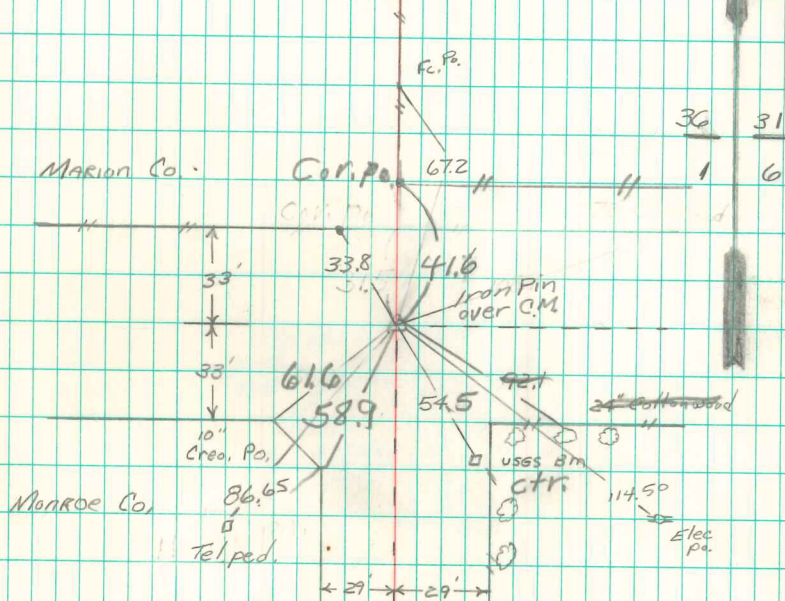 Fc. Po.
36 31
1 6
67.2
Marion Co.
Cor. po.
33.8
41.6
33'
Iron Pin
over C.M.
33'
61.6
92.1
58.9
54.5
24" Cottonwood
10"
Creo. Po.
USGS Bm
ctr.
86.65
114.50
Monroe Co.
Tel ped.
Elec
po.
29' 29'